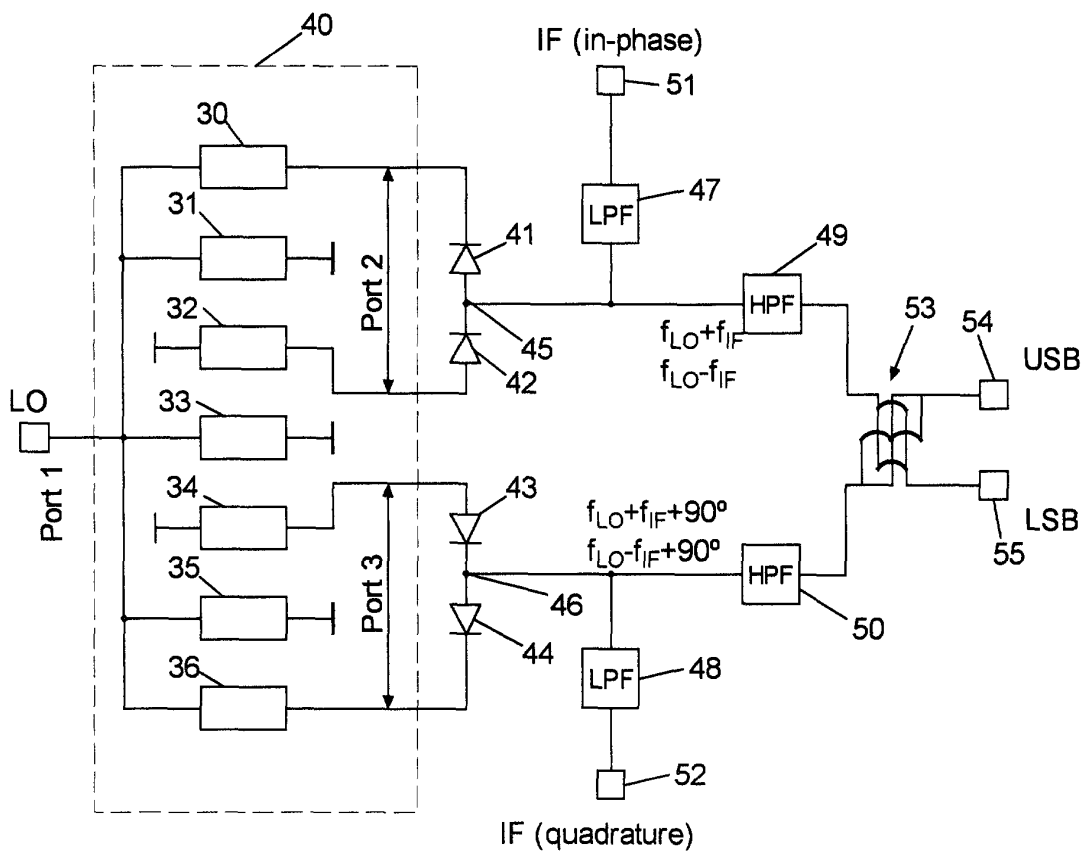 40
IF (in-phase)
51
30
47
LPF
31
41
49
Port 2
HPF
32
45
53
54
42
fLO+fIF
fLO-fIF
USB
LO
33
Port 1
34
43
fLO+fIF+90º
fLO-fIF+90º
LSB
55
35
Port 3
46
HPF
50
44
36
LPF
48
52
IF (quadrature)